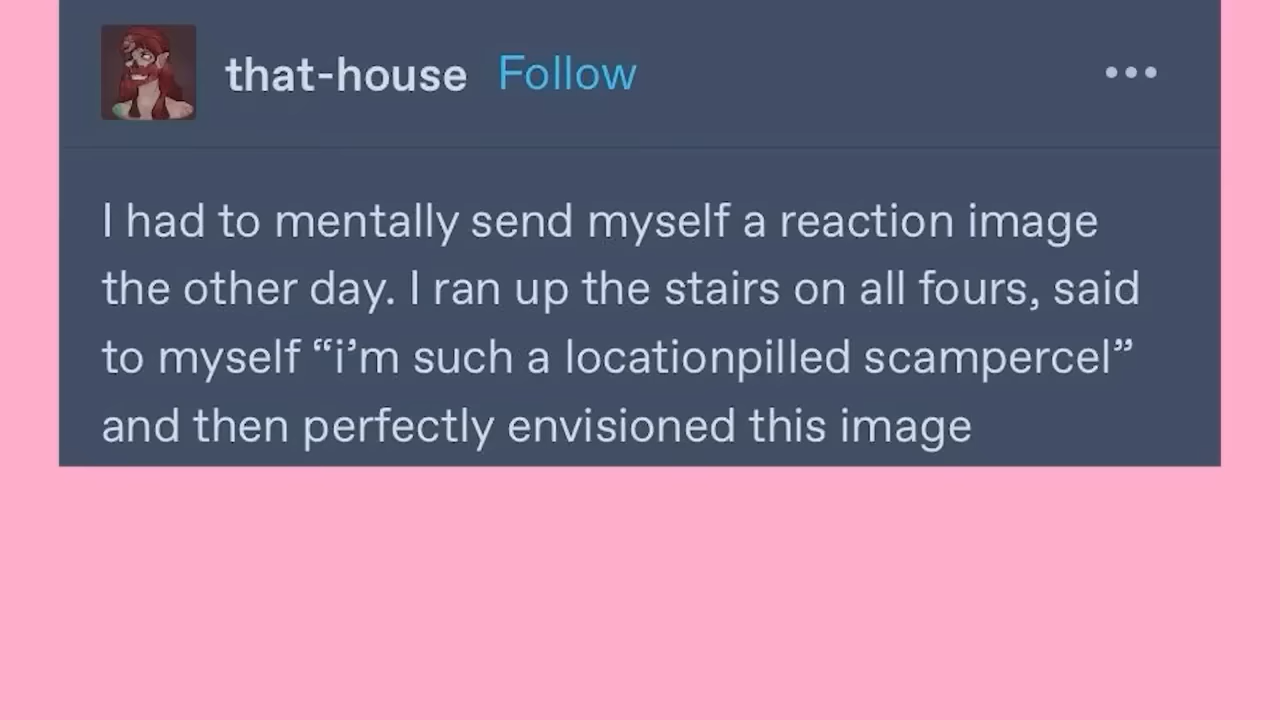 that-house Follow
I had to mentally send myself a reaction image
the other day. I ran up the stairs on all fours, said
to myself “i’m such a locationpilled scampercel”
and then perfectly envisioned this image